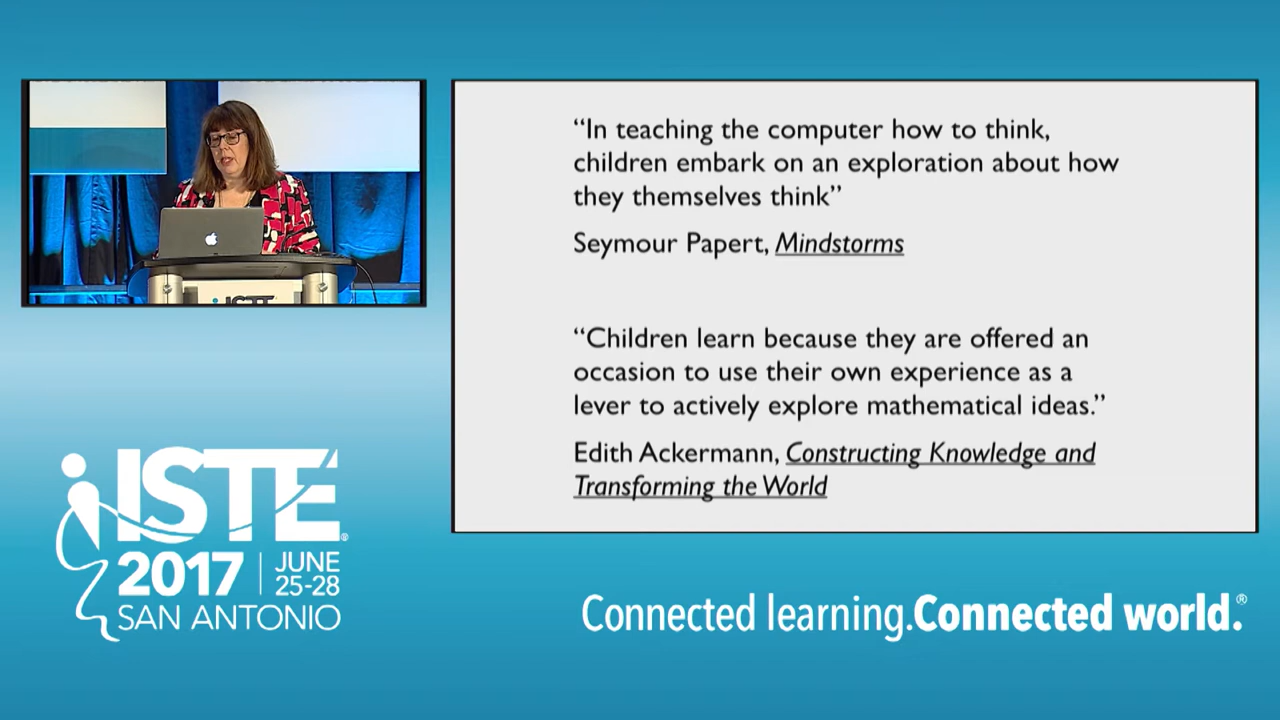 “In teaching the computer how to think,
children embark on an exploration about how
they themselves think”
Seymour Papert, Mindstorms
“Children learn because they are offered an
occasion to use their own experience as a
lever to actively explore mathematical ideas.”
Edith Ackermann, Constructing Knowledge and
Transforming the World
ISTE
ISTE®
2017 | JUNE
25-28
SAN ANTONIO
Connected learning.Connected world.®